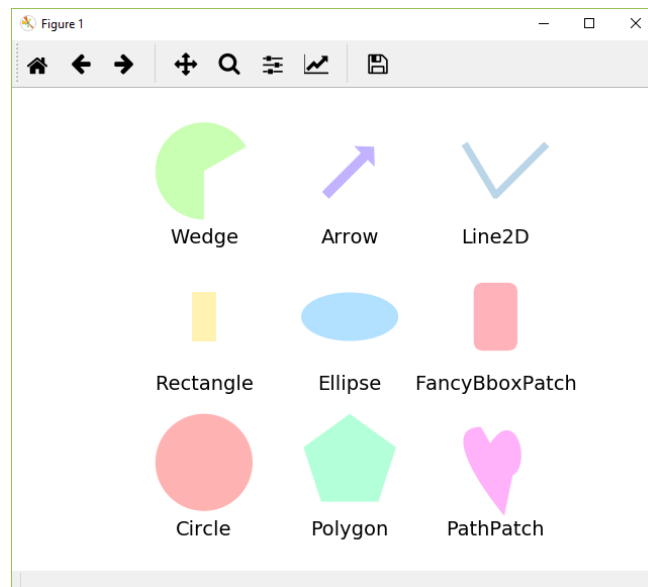 Figure 1
Wedge Arrow Line2D
Rectangle Ellipse FancyBboxPatch
Circle Polygon PathPatch